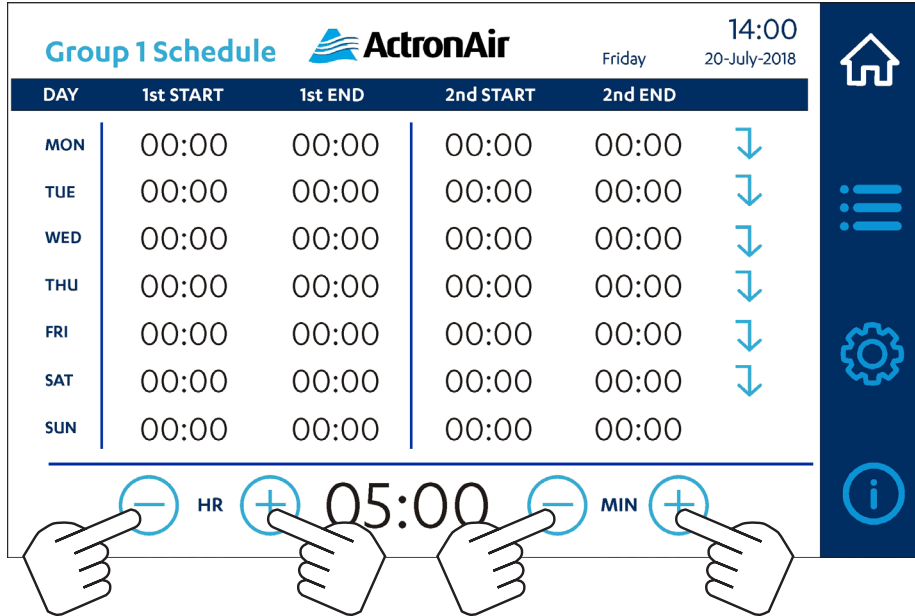 Group 1 Schedule ActronAir Friday 14:00
20-July-2018
DAY 1st START 1st END 2nd START 2nd END
MON 00:00 00:00 00:00 00:00
TUE 00:00 00:00 00:00 00:00
WED 00:00 00:00 00:00 00:00
THU 00:00 00:00 00:00 00:00
FRI 00:00 00:00 00:00 00:00
SAT 00:00 00:00 00:00 00:00
SUN 00:00 00:00 00:00 00:00
− HR + 05:00 − MIN +
i